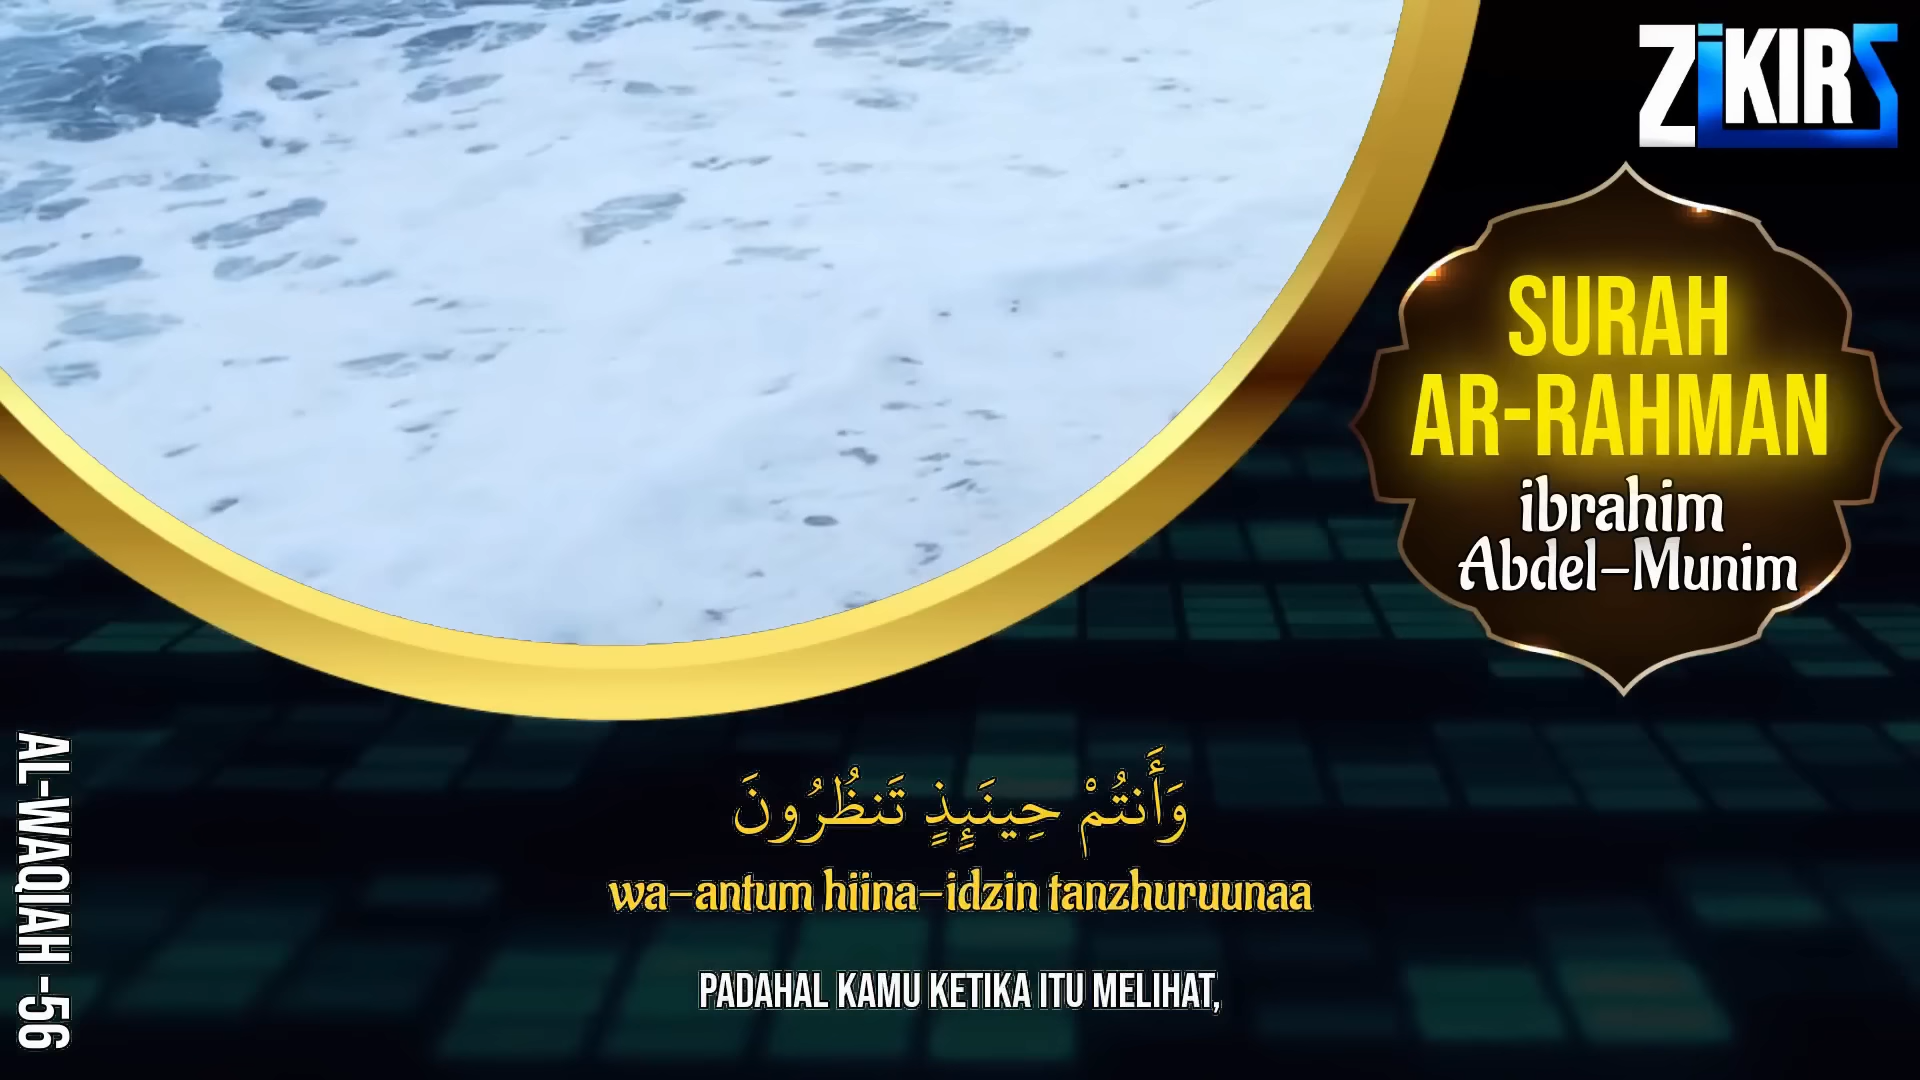 ZiKIRS
SURAH
AR-RAHMAN
ibrahim
Abdel-Munim
وَأَنتُمْ حِينَئِذٍ تَنظُرُونَ
wa-antum hiina-idzin tanzhuruunaa
PADAHAL KAMU KETIKA ITU MELIHAT,
AL-WAQIAH -56